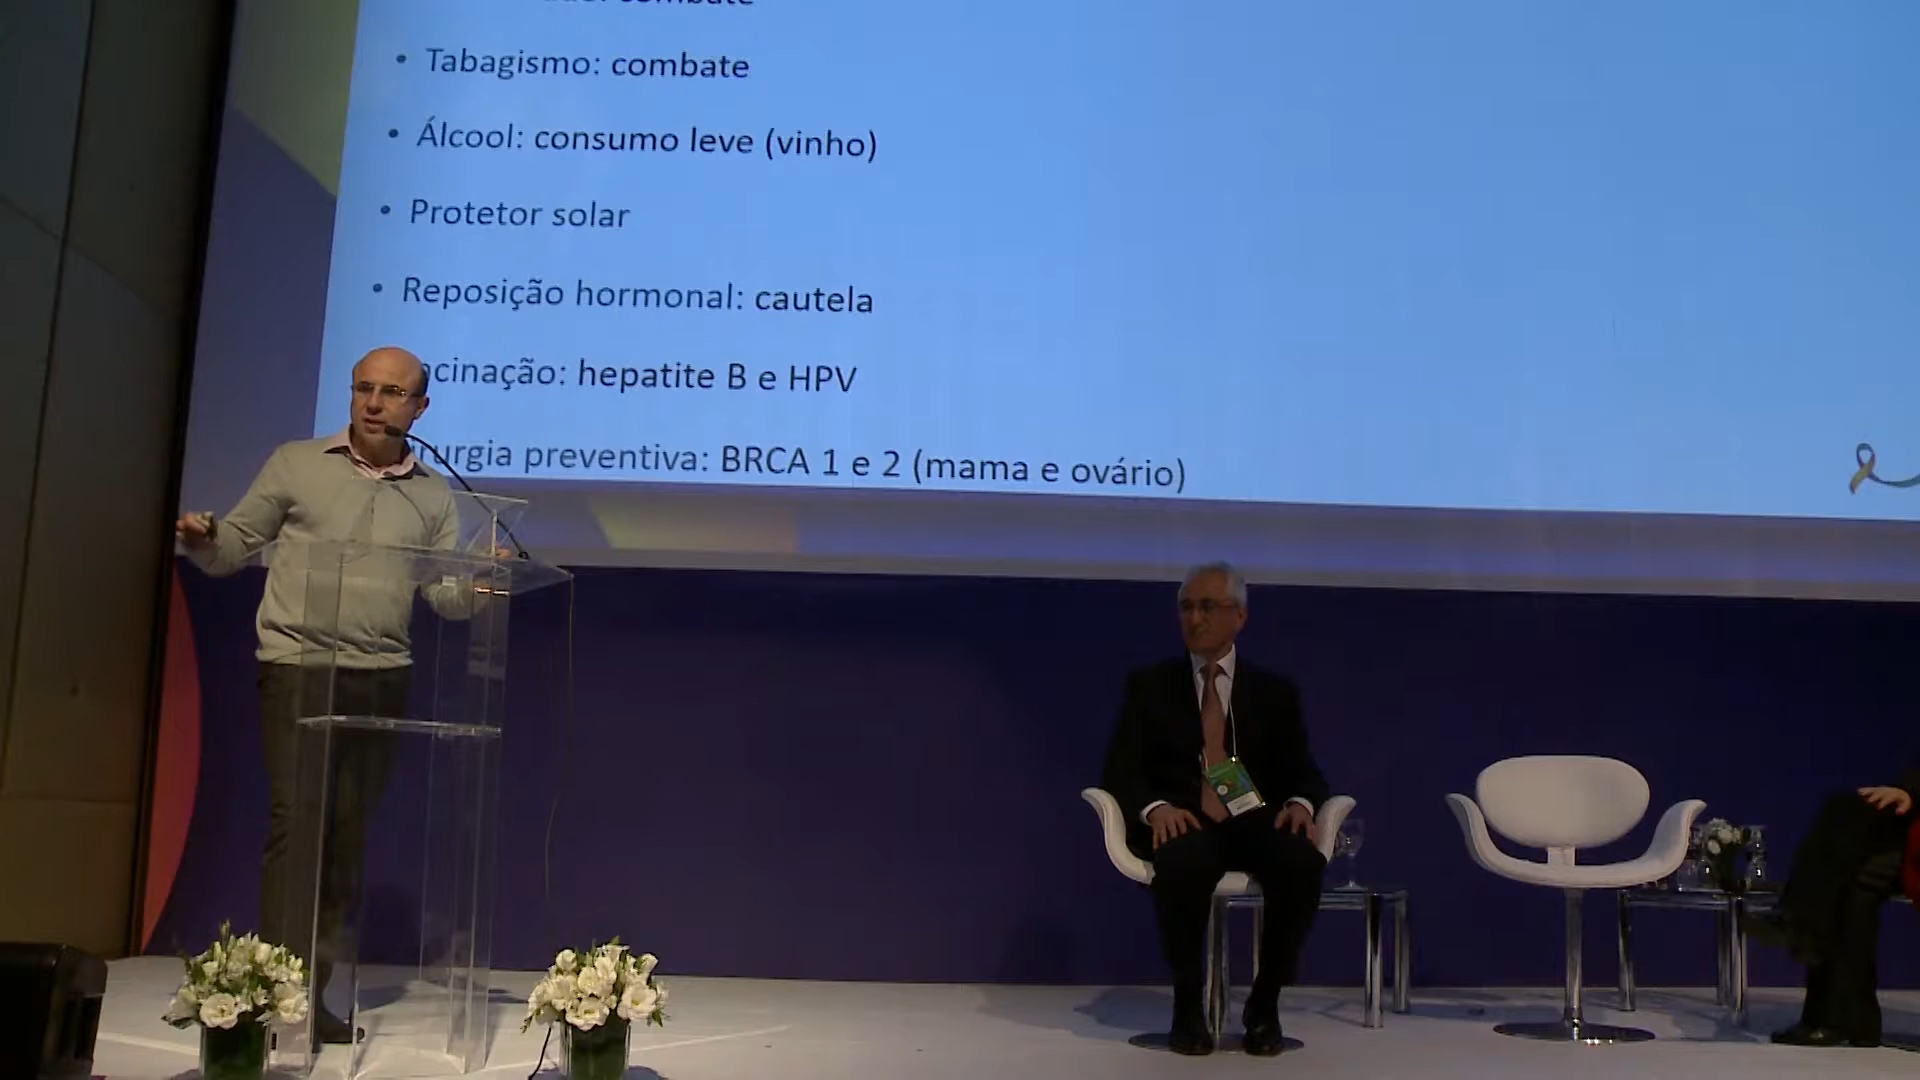 combate
• Tabagismo: combate
• Álcool: consumo leve (vinho)
• Protetor solar
• Reposição hormonal: cautela
cinação: hepatite B e HPV
rurgia preventiva: BRCA 1 e 2 (mama e ovário)